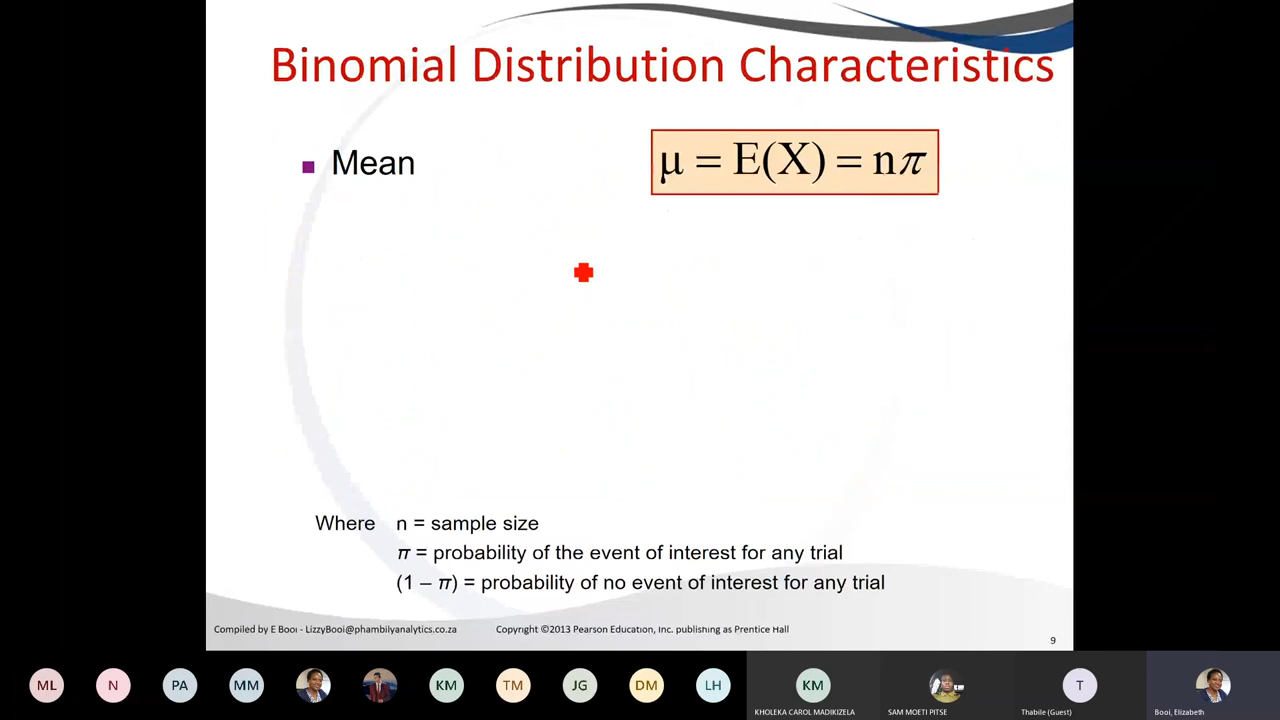 Binomial Distribution Characteristics
Mean
μ = E(X) = nπ
Where n = sample size
π = probability of the event of interest for any trial
(1 – π) = probability of no event of interest for any trial
Compiled by E Booi - LizzyBooi@phambilyanalytics.co.za
Copyright ©2013 Pearson Education, Inc. publishing as Prentice Hall
9
ML N PA MM KM TM JG DM LH KM T
KHOLEKA CAROL MADIKIZELA SAM MOETI PITSE Thabile (Guest) Booi, Elizabeth